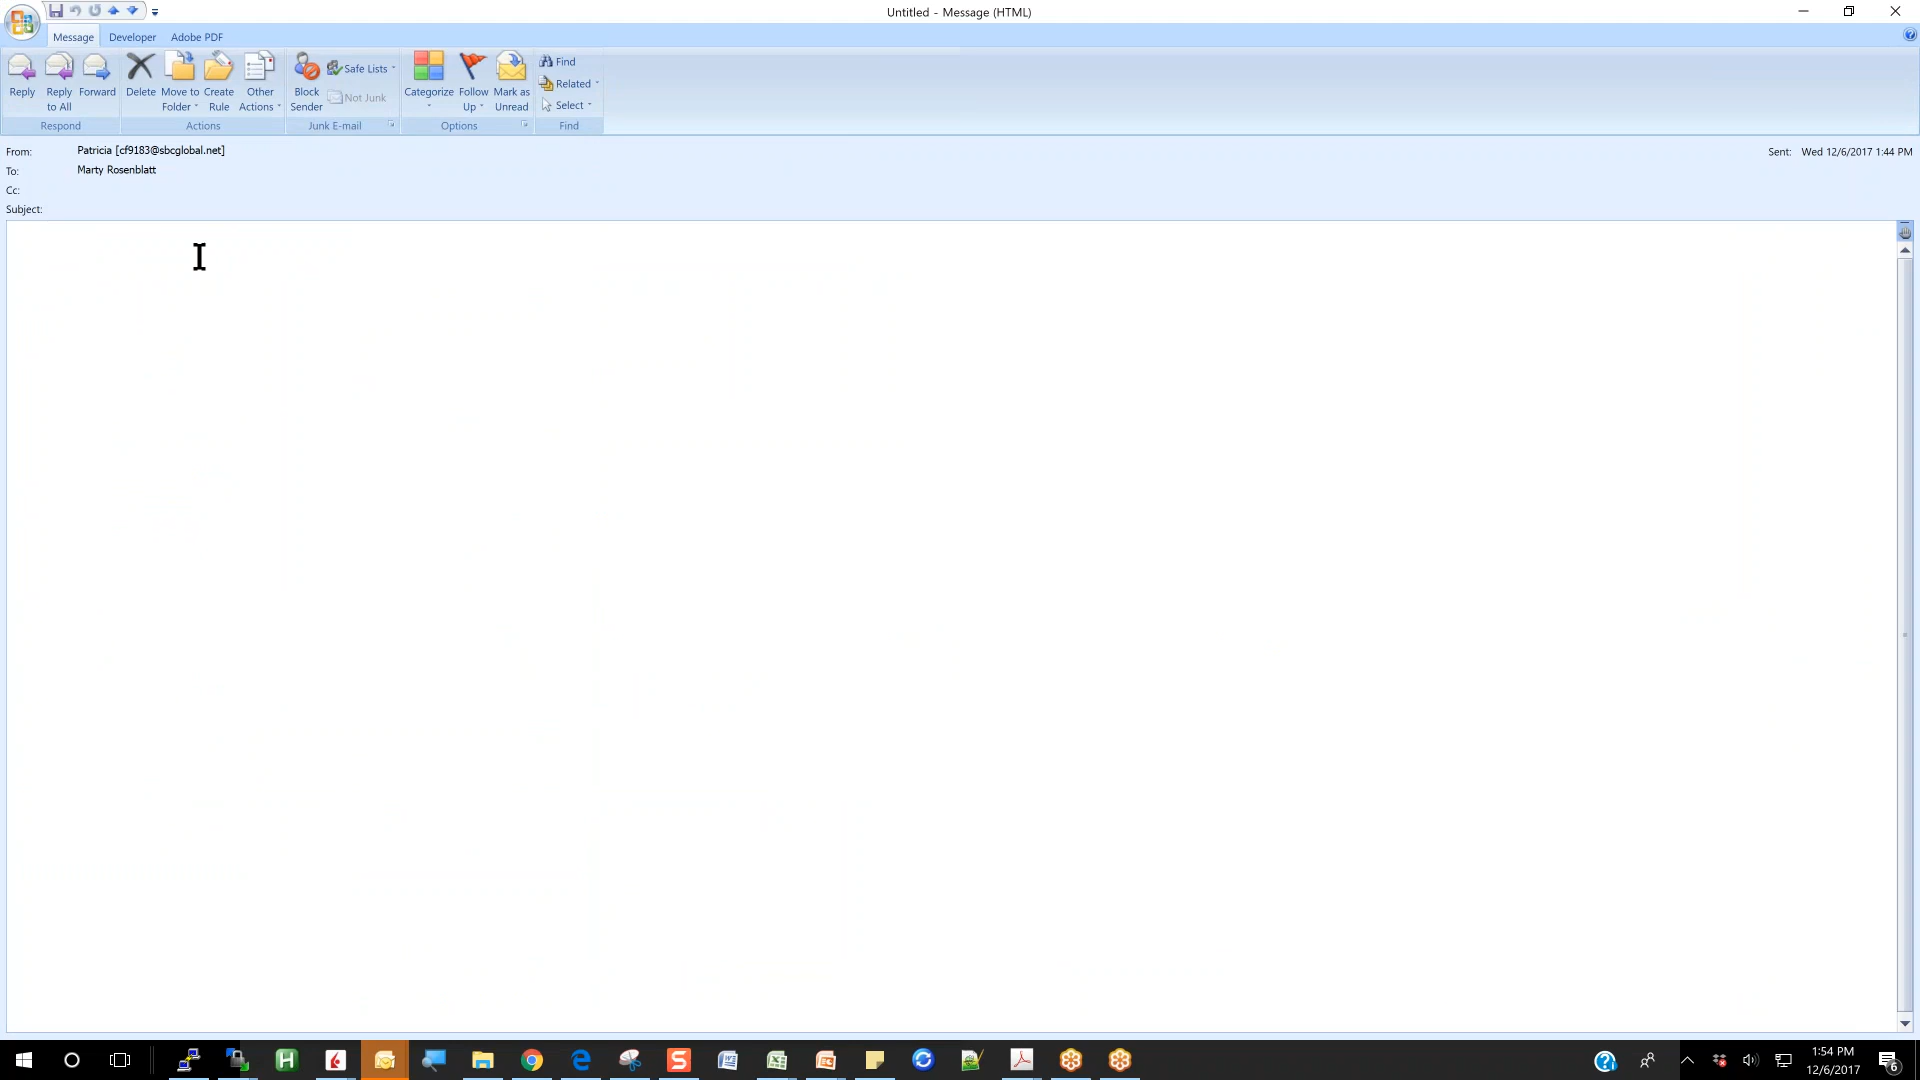 Untitled - Message (HTML)
Message Developer Adobe PDF
Reply Reply to All Forward Delete Move to Folder Create Rule Other Actions Block Sender Safe Lists Not Junk Categorize Follow Up Mark as Unread Find Related Select
Respond Actions Junk E-mail Options Find
From: Patricia [cf9183@sbcglobal.net] Sent: Wed 12/6/2017 1:44 PM
To: Marty Rosenblatt
Cc:
Subject:
1:54 PM
12/6/2017
6